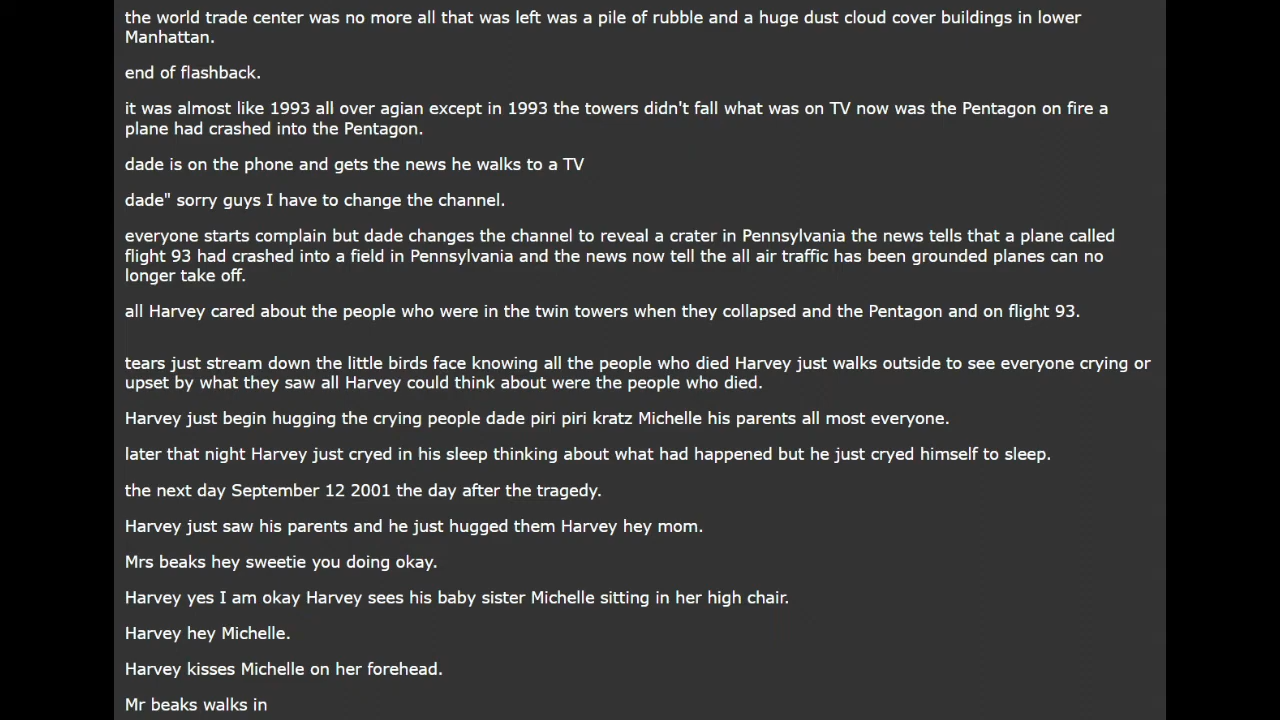 the world trade center was no more all that was left was a pile of rubble and a huge dust cloud cover buildings in lower
Manhattan.
end of flashback.
it was almost like 1993 all over agian except in 1993 the towers didn't fall what was on TV now was the Pentagon on fire a
plane had crashed into the Pentagon.
dade is on the phone and gets the news he walks to a TV
dade" sorry guys I have to change the channel.
everyone starts complain but dade changes the channel to reveal a crater in Pennsylvania the news tells that a plane called
flight 93 had crashed into a field in Pennsylvania and the news now tell the all air traffic has been grounded planes can no
longer take off.
all Harvey cared about the people who were in the twin towers when they collapsed and the Pentagon and on flight 93.
tears just stream down the little birds face knowing all the people who died Harvey just walks outside to see everyone crying or
upset by what they saw all Harvey could think about were the people who died.
Harvey just begin hugging the crying people dade piri piri kratz Michelle his parents all most everyone.
later that night Harvey just cryed in his sleep thinking about what had happened but he just cryed himself to sleep.
the next day September 12 2001 the day after the tragedy.
Harvey just saw his parents and he just hugged them Harvey hey mom.
Mrs beaks hey sweetie you doing okay.
Harvey yes I am okay Harvey sees his baby sister Michelle sitting in her high chair.
Harvey hey Michelle.
Harvey kisses Michelle on her forehead.
Mr beaks walks in